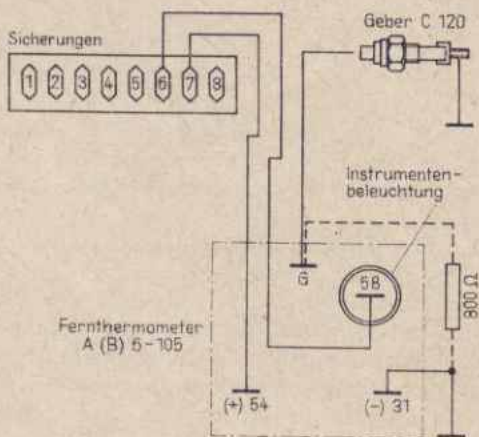 Geber C 120
Sicherungen
1 2 3 4 5 6 7 8
Instrumenten-
beleuchtung
G
58
800 Ω
Fernthermometer
A (B) 6-105
(+) 54
(-) 31